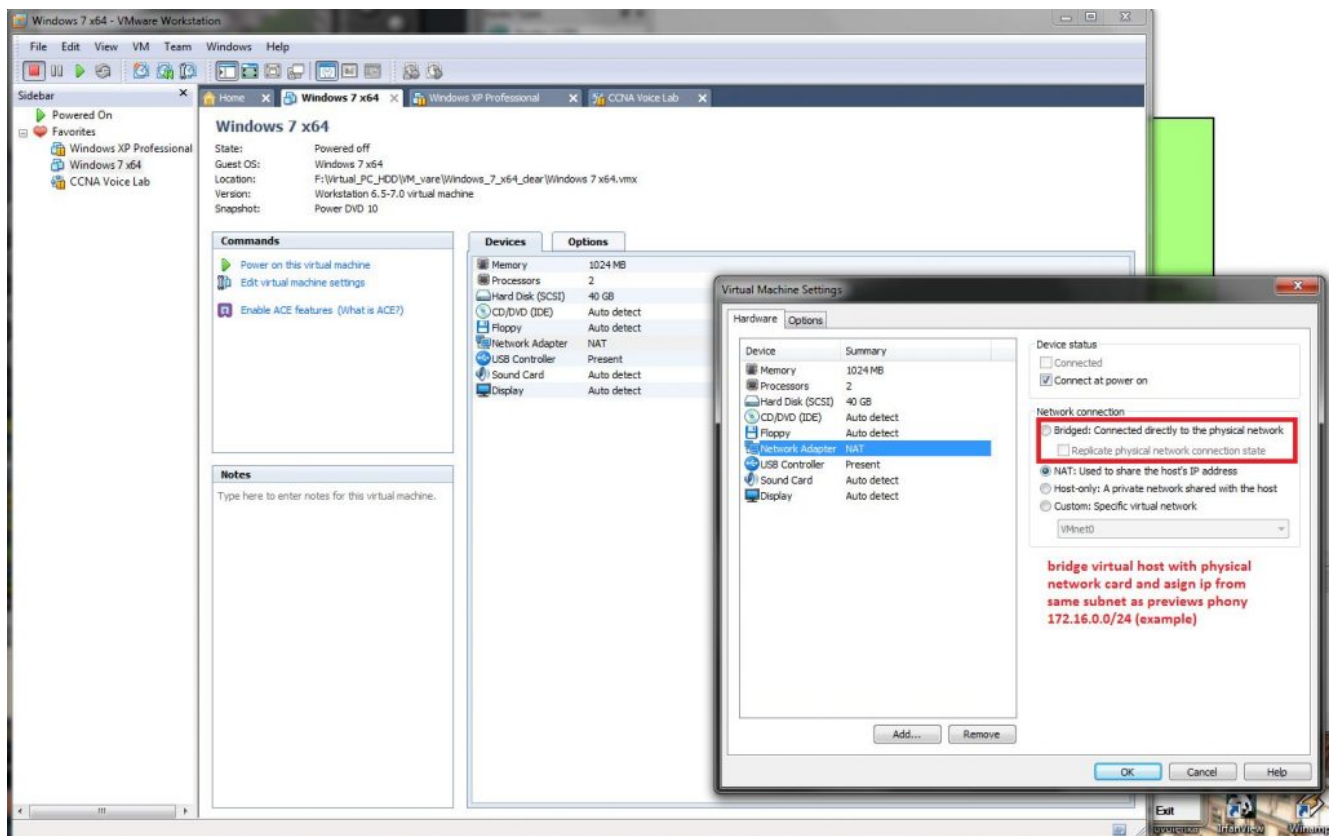 Windows 7 x64 - VMware Workstation
File Edit View VM Team Windows Help
Sidebar
Powered On
Favorites
Windows XP Professional
Windows 7 x64
CCNA Voice Lab
Home
Windows 7 x64
Windows XP Professional
CCNA Voice Lab
Windows 7 x64
State: Powered off
Guest OS: Windows 7 x64
Location: F:\Virtual_PC_HDD\VM_vare\Windows_7_x64_clear\Windows 7 x64.vmx
Version: Workstation 6.5-7.0 virtual machine
Snapshot: Power DVD 10
Commands
Power on this virtual machine
Edit virtual machine settings
Enable ACE features (What is ACE?)
Notes
Type here to enter notes for this virtual machine.
Devices Options
Memory 1024 MB
Processors 2
Hard Disk (SCSI) 40 GB
CD/DVD (IDE) Auto detect
Floppy Auto detect
Network Adapter NAT
USB Controller Present
Sound Card Auto detect
Display Auto detect
Virtual Machine Settings
Hardware Options
Device Summary
Memory 1024 MB
Processors 2
Hard Disk (SCSI) 40 GB
CD/DVD (IDE) Auto detect
Floppy Auto detect
Network Adapter NAT
USB Controller Present
Sound Card Auto detect
Display Auto detect
Add... Remove
Device status
Connected
Connect at power on
Network connection
Bridged: Connected directly to the physical network
Replicate physical network connection state
NAT: Used to share the host's IP address
Host-only: A private network shared with the host
Custom: Specific virtual network
VMnet0
bridge virtual host with physical
network card and asign ip from
same subnet as previews phony
172.16.0.0/24 (example)
OK Cancel Help
Exit
IrfanView Winamp